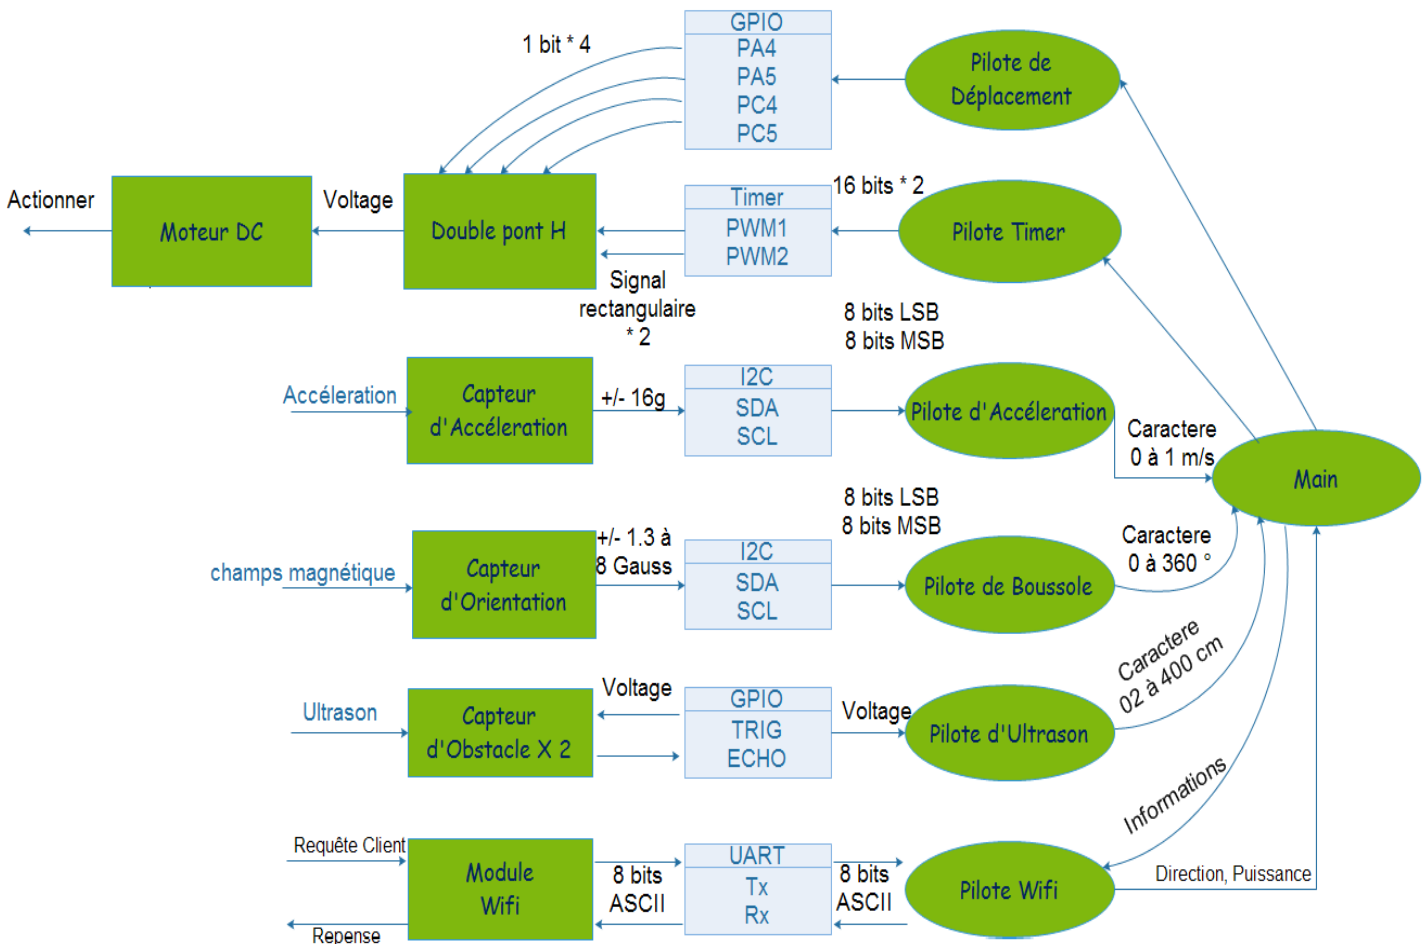 GPIO
PA4
PA5
PC4
PC5
1 bit * 4
Pilote de
Déplacement
Actionner
Moteur DC
Voltage
Double pont H
Timer
PWM1
PWM2
16 bits * 2
Pilote Timer
Signal
rectangulaire
* 2
8 bits LSB
8 bits MSB
Accéleration
Capteur
d'Accéleration
+/- 16g
I2C
SDA
SCL
Pilote d'Accéleration
Caractere
0 à 1 m/s
Main
8 bits LSB
8 bits MSB
champs magnétique
Capteur
d'Orientation
+/- 1.3 à
8 Gauss
I2C
SDA
SCL
Pilote de Boussole
Caractere
0 à 360 °
Ultrason
Capteur
d'Obstacle X 2
Voltage
GPIO
TRIG
ECHO
Voltage
Pilote d'Ultrason
Caractere
02 à 400 cm
Informations
Requête Client
Repense
Module
Wifi
8 bits
ASCII
UART
Tx
Rx
8 bits
ASCII
Pilote Wifi
Direction, Puissance